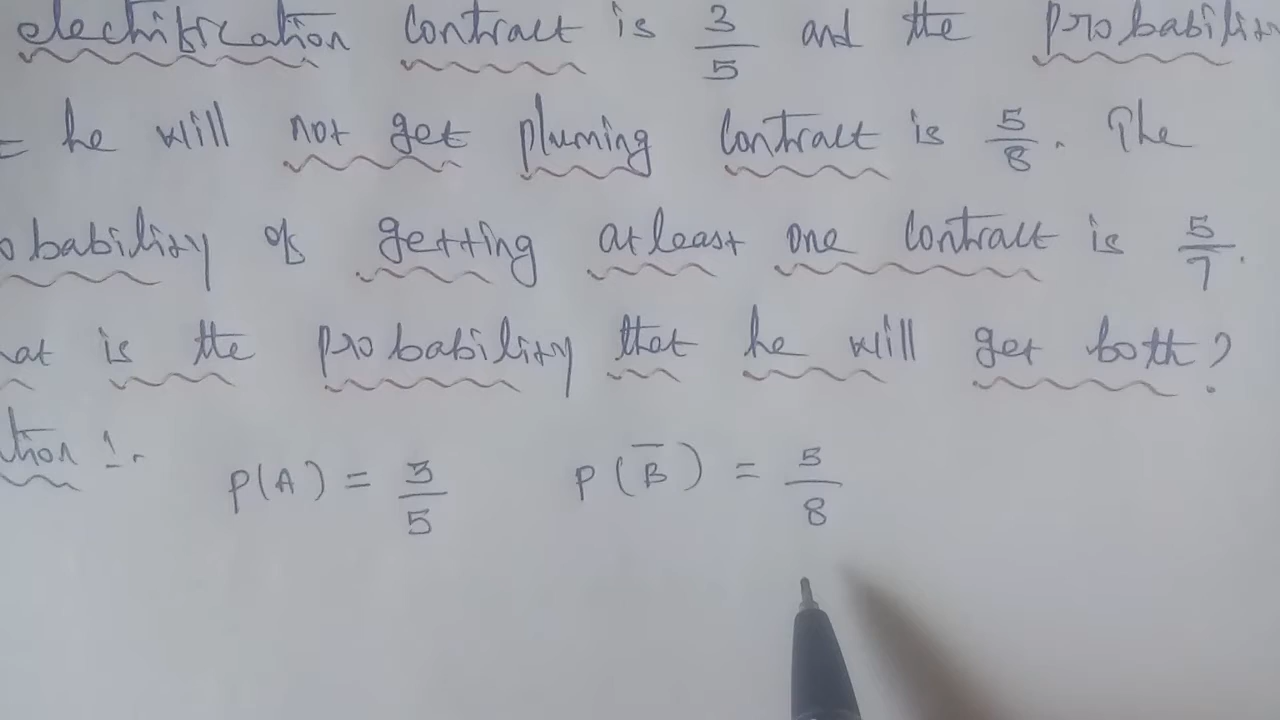 electrification contract is 3/5 and the probability
= he will not get pluming contract is 5/8. The
obability of getting atleast one contract is 5/7.
at is the probability that he will get both?
tion :-
P(A) = 3/5 P(B̅) = 5/8